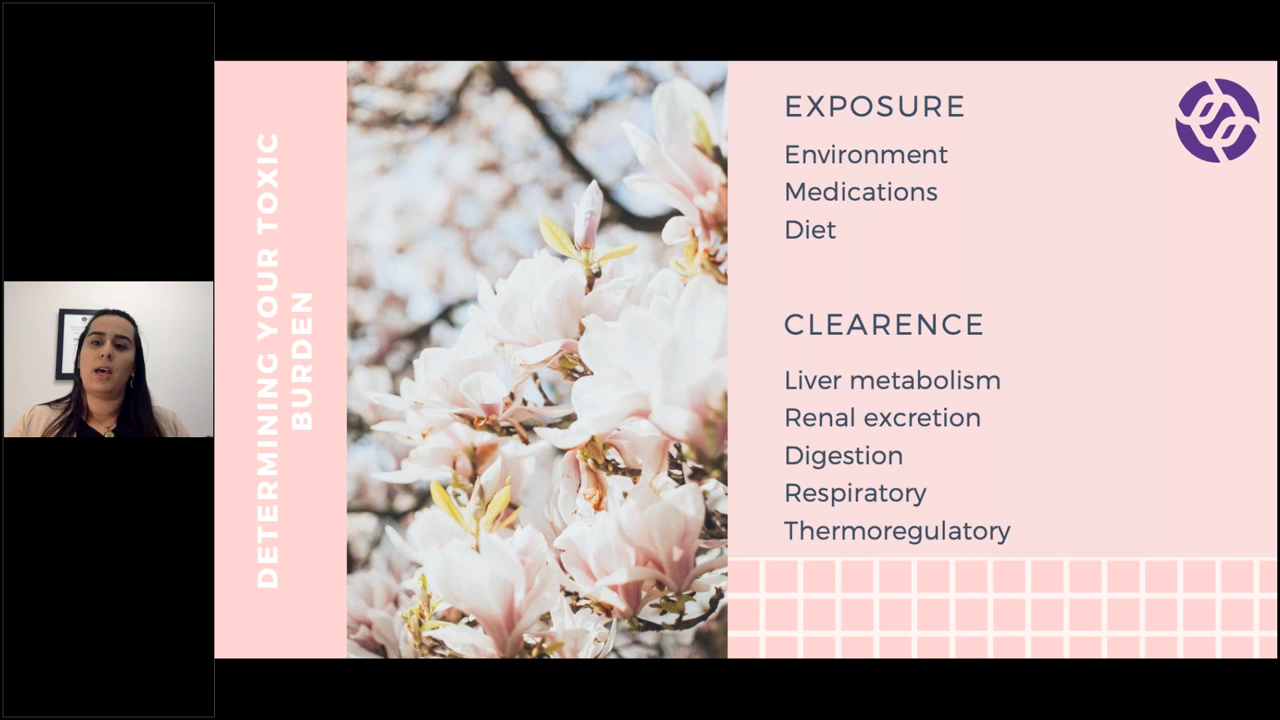 DETERMINING YOUR TOXIC
BURDEN
EXPOSURE
Environment
Medications
Diet
CLEARENCE
Liver metabolism
Renal excretion
Digestion
Respiratory
Thermoregulatory